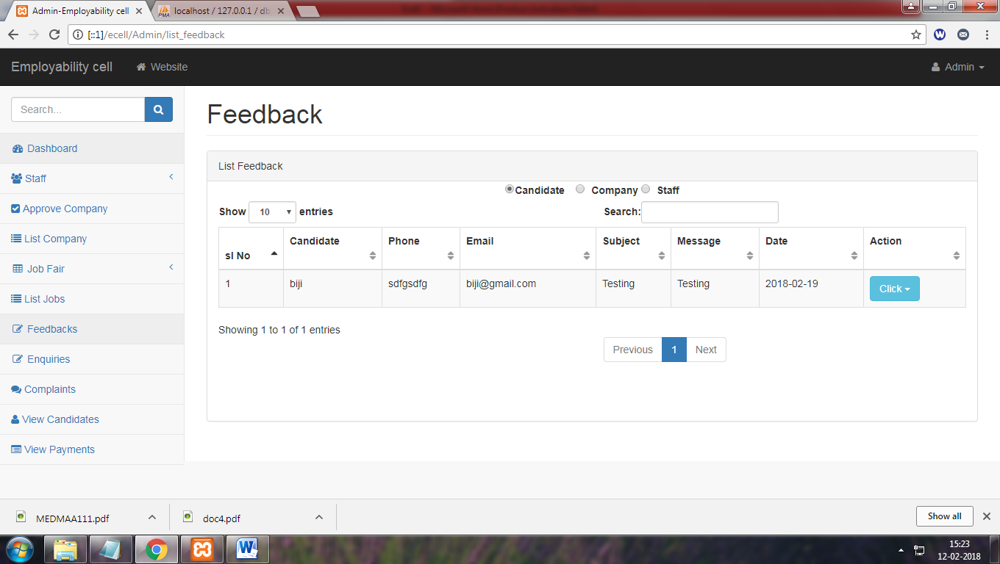 Admin-Employability cell
localhost / 127.0.0.1 / db
[::1]/ecell/Admin/list_feedback
Employability cell
Website
Admin
Search...
Dashboard
Staff
Approve Company
List Company
Job Fair
List Jobs
Feedbacks
Enquiries
Complaints
View Candidates
View Payments
Feedback
List Feedback
Candidate Company Staff
Show 10 entries Search:
sl No Candidate Phone Email Subject Message Date Action
1 biji sdfgsdfg biji@gmail.com Testing Testing 2018-02-19 Click
Showing 1 to 1 of 1 entries
Previous 1 Next
MEDMAA111.pdf
doc4.pdf
Show all
15:23
12-02-2018